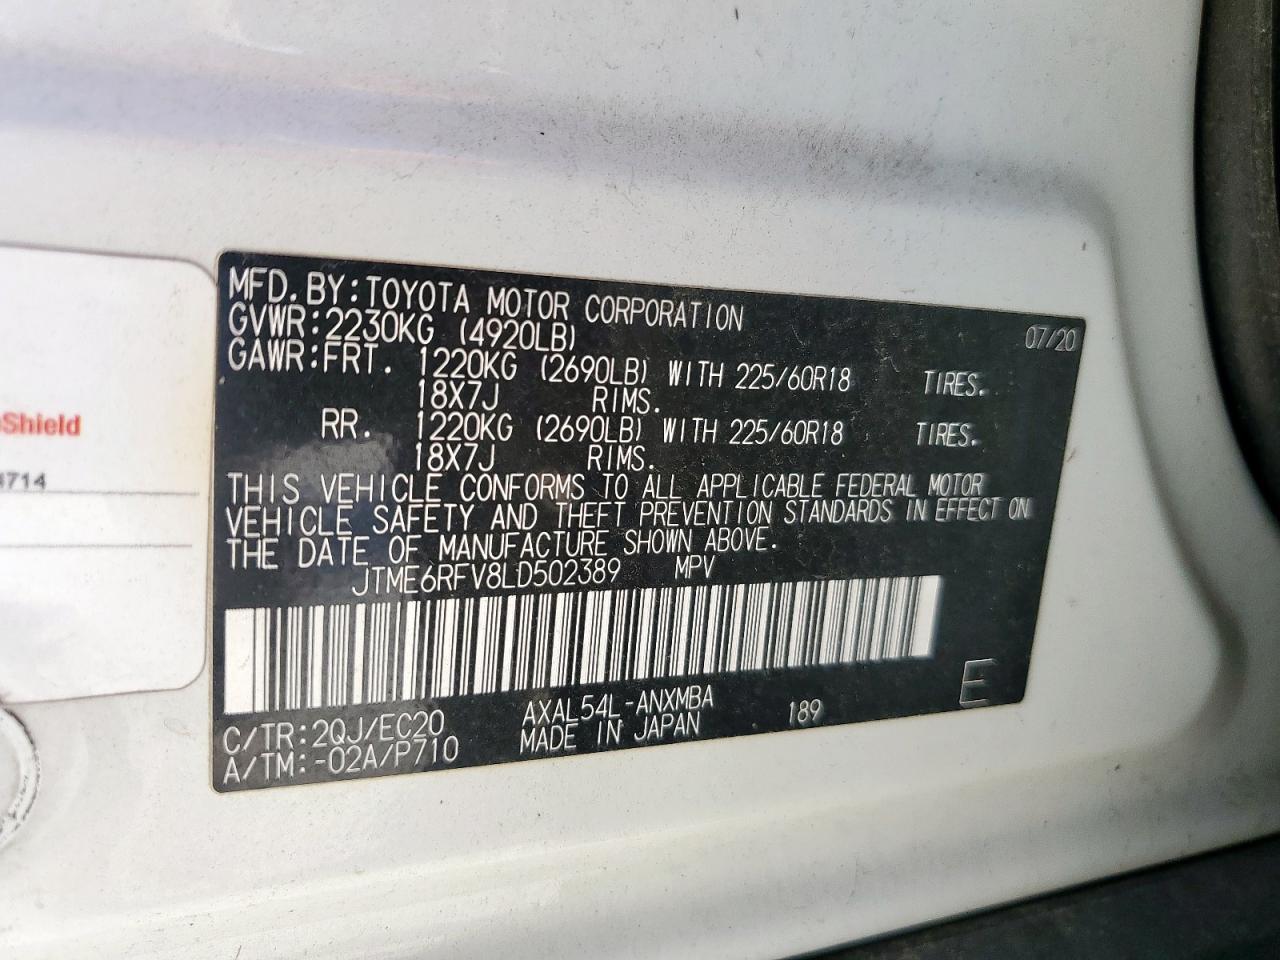 MFD.BY:TOYOTA MOTOR CORPORATION 07/20
GVWR:2230KG (4920LB)
GAWR:FRT. 1220KG (2690LB) WITH 225/60R18 TIRES.
18X7J RIMS.
RR. 1220KG (2690LB) WITH 225/60R18 TIRES.
18X7J RIMS.
THIS VEHICLE CONFORMS TO ALL APPLICABLE FEDERAL MOTOR
VEHICLE SAFETY AND THEFT PREVENTION STANDARDS IN EFFECT ON
THE DATE OF MANUFACTURE SHOWN ABOVE.
JTME6RFV8LD502389 MPV
C/TR:2QJ/EC20 AXAL54L-ANXMBA 189 E
A/TM:-02A/P710 MADE IN JAPAN
Shield
714